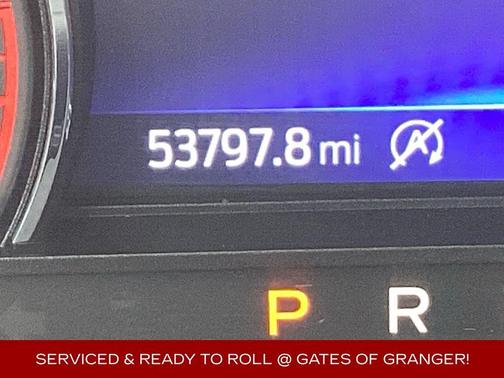 53797.8 mi A
P R
SERVICED & READY TO ROLL @ GATES OF GRANGER!